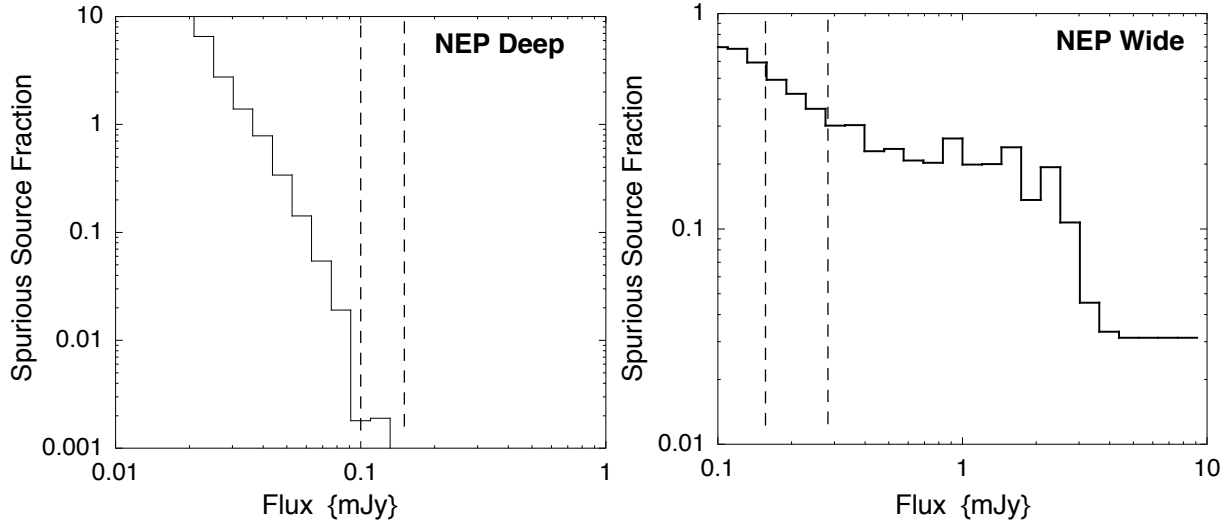 NEP Deep
Spurious Source Fraction
10
1
0.1
0.01
0.001
0.01
0.1
1
Flux {mJy}
NEP Wide
Spurious Source Fraction
1
0.1
0.01
0.1
1
10
Flux {mJy}